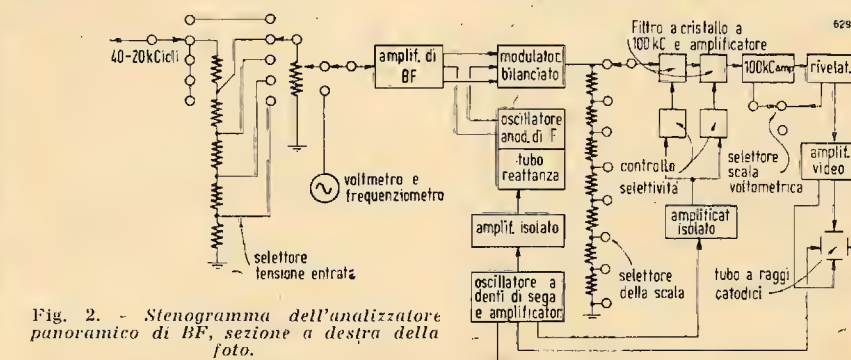 629
Filtro a cristallo a
100 kC e amplificatore
40-20kCicli
amplif. di
BF
modulator.
bilanciato
100kC amp
rivelat.
oscillatore
anod. di F
tubo
reattanza
controllo
selettività
selettore
scala
voltometrica
amplif.
video
voltmetro e
frequenziometro
amplif. isolato
amplificat
isolato
selettore
tensione entrata
oscillatore a
denti di sega
e amplificator.
selettore
della scala
tubo a raggi
catodici
Fig. 2. - Stenogramma dell'analizzatore
panoramico di BF, sezione a destra della
foto.